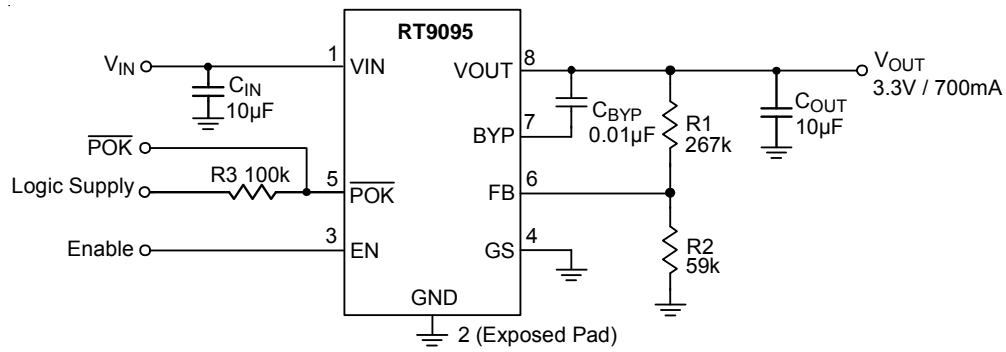 RT9095
V_IN
1
VIN
C_IN
10µF
P̅O̅K̅
Logic Supply
R3 100k
5
P̅O̅K̅
Enable
3
EN
GND
2 (Exposed Pad)
VOUT
8
BYP
7
C_BYP
0.01µF
FB
6
GS
4
R1
267k
R2
59k
C_OUT
10µF
V_OUT
3.3V / 700mA